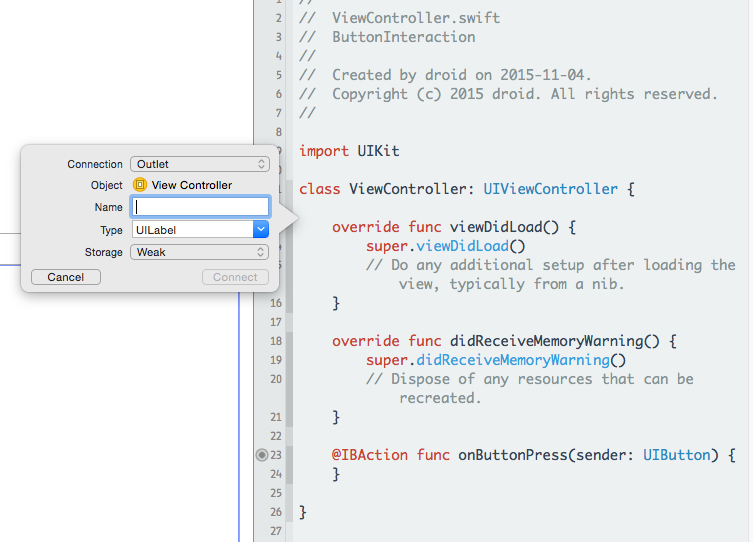 1 //
2 // ViewController.swift
3 // ButtonInteraction
4 //
5 // Created by droid on 2015-11-04.
6 // Copyright (c) 2015 droid. All rights reserved.
7 //
8
import UIKit
class ViewController: UIViewController {
override func viewDidLoad() {
super.viewDidLoad()
// Do any additional setup after loading the
view, typically from a nib.
16 }
17
18 override func didReceiveMemoryWarning() {
19 super.didReceiveMemoryWarning()
20 // Dispose of any resources that can be
recreated.
21 }
22
23 @IBAction func onButtonPress(sender: UIButton) {
24 }
25
26 }
27
Connection Outlet
Object View Controller
Name
Type UILabel
Storage Weak
Cancel Connect